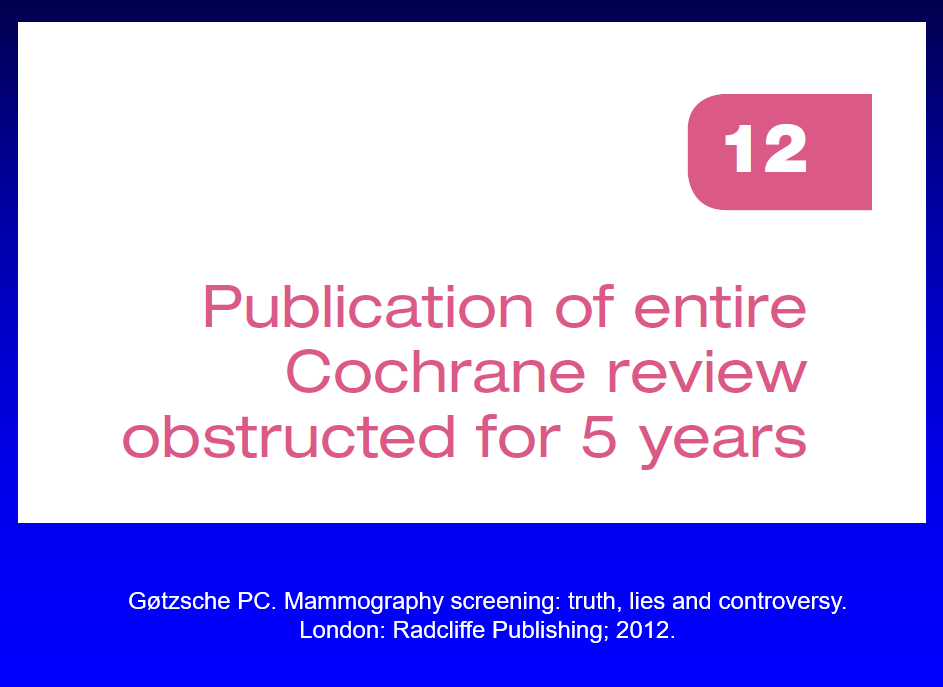 12
Publication of entire
Cochrane review
obstructed for 5 years
Gøtzsche PC. Mammography screening: truth, lies and controversy.
London: Radcliffe Publishing; 2012.